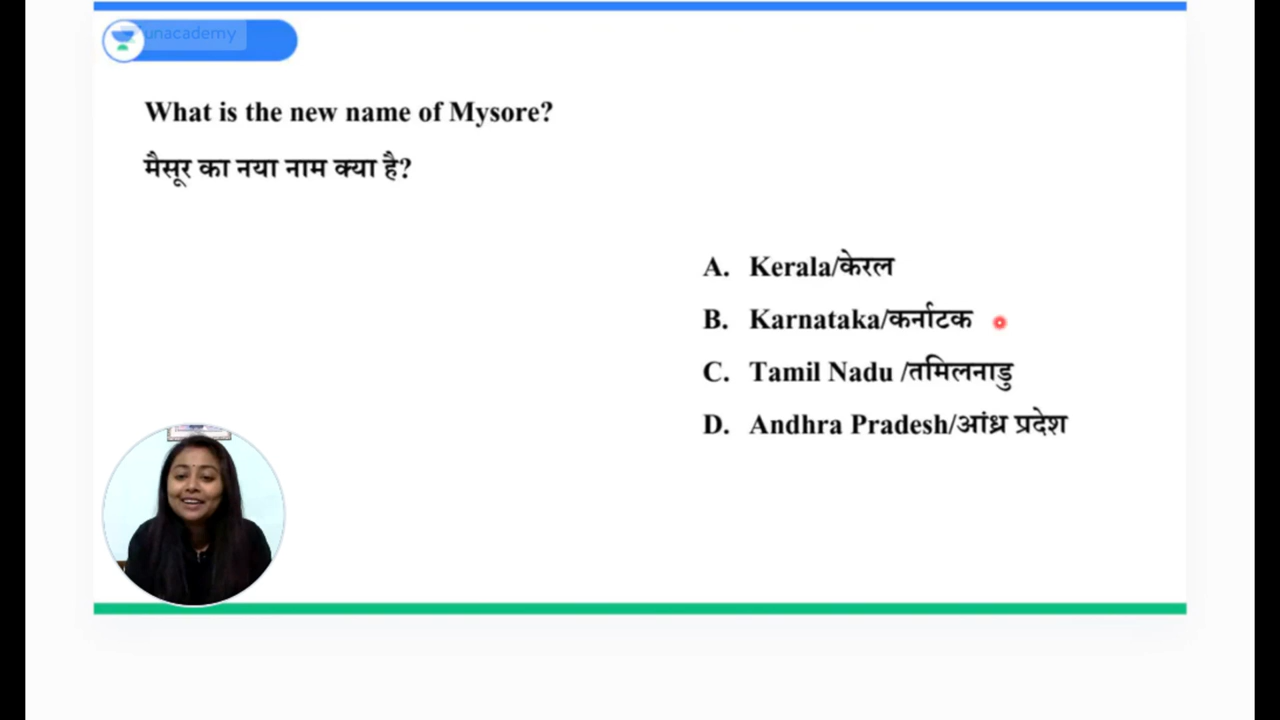 unacademy
What is the new name of Mysore?
मैसूर का नया नाम क्या है?
A. Kerala/केरल
B. Karnataka/कर्नाटक
C. Tamil Nadu /तमिलनाडु
D. Andhra Pradesh/आंध्र प्रदेश